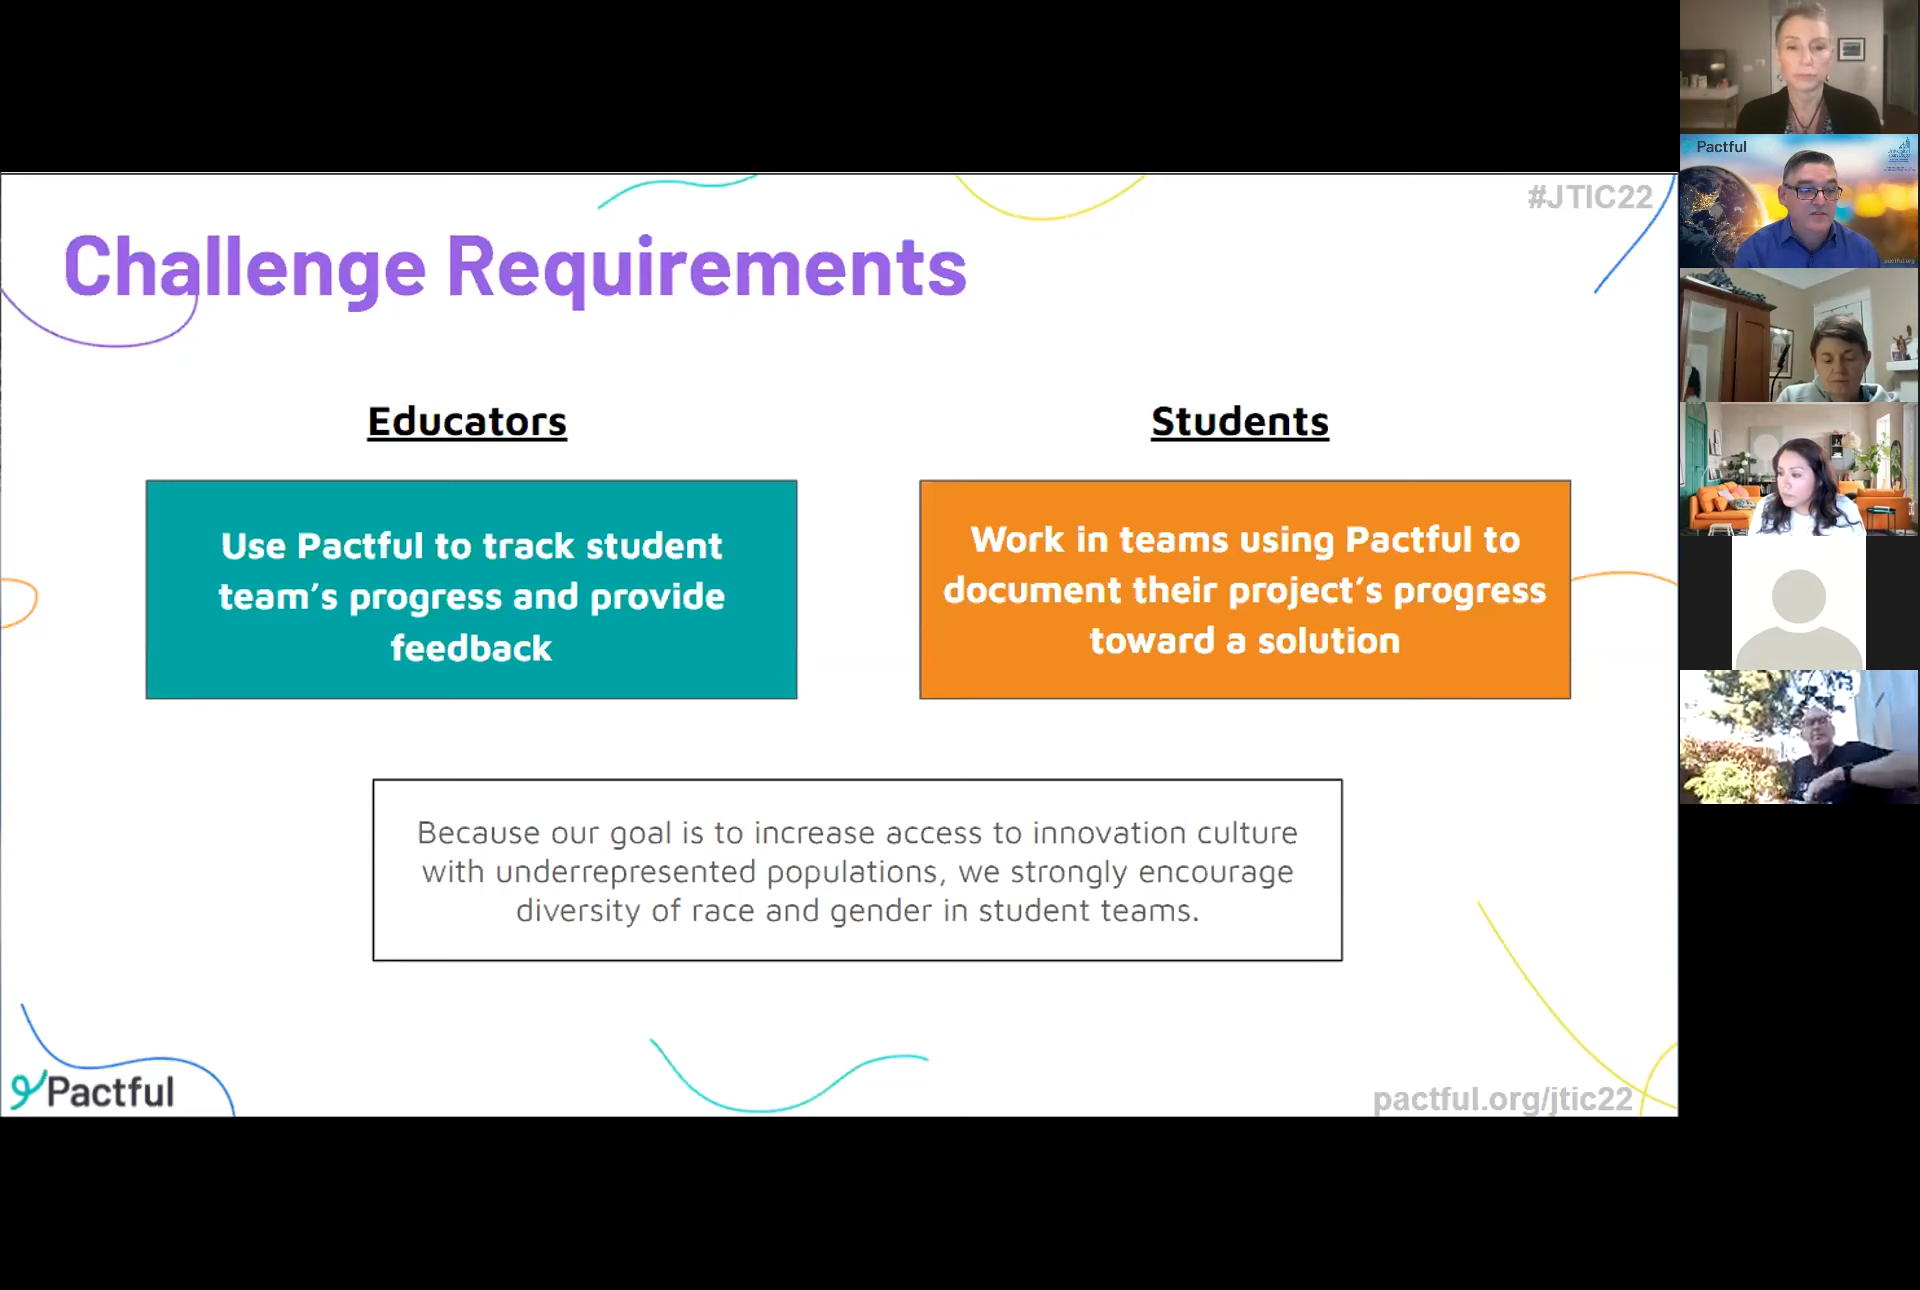 #JTIC22
Challenge Requirements
Educators
Students
Use Pactful to track student
team’s progress and provide
feedback
Work in teams using Pactful to
document their project’s progress
toward a solution
Because our goal is to increase access to innovation culture
with underrepresented populations, we strongly encourage
diversity of race and gender in student teams.
Pactful
pactful.org/jtic22
Pactful
pactful.org